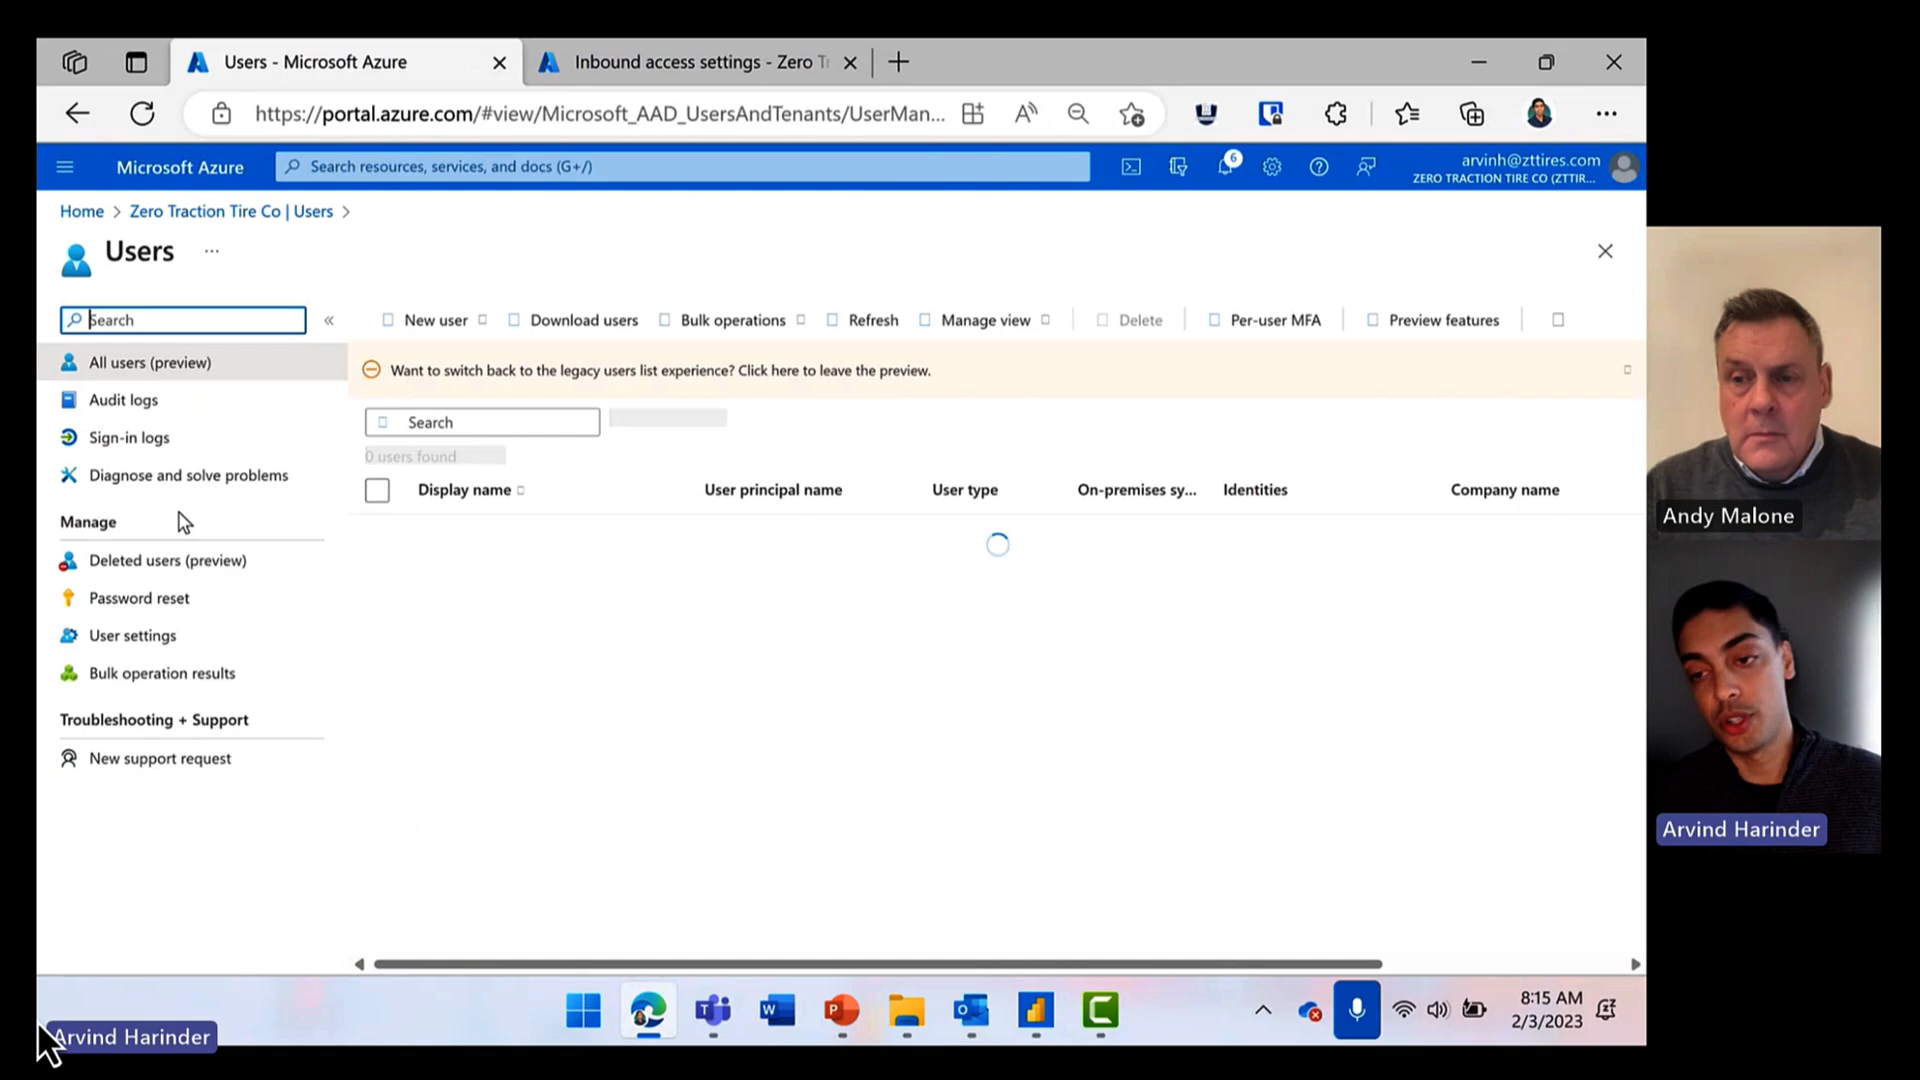 Users - Microsoft Azure
Inbound access settings - Zero Tr
https://portal.azure.com/#view/Microsoft_AAD_UsersAndTenants/UserMan...
Microsoft Azure
Search resources, services, and docs (G+/)
6
arvinh@zttires.com
ZERO TRACTION TIRE CO (ZTTIR...
Home > Zero Traction Tire Co | Users >
Users ...
Search
«
New user
Download users
Bulk operations
Refresh
Manage view
Delete
Per-user MFA
Preview features
All users (preview)
Want to switch back to the legacy users list experience? Click here to leave the preview.
Audit logs
Search
Sign-in logs
0 users found
Diagnose and solve problems
Display name
User principal name
User type
On-premises sy...
Identities
Company name
Manage
Deleted users (preview)
Password reset
User settings
Bulk operation results
Troubleshooting + Support
New support request
Andy Malone
Arvind Harinder
8:15 AM
2/3/2023
Arvind Harinder